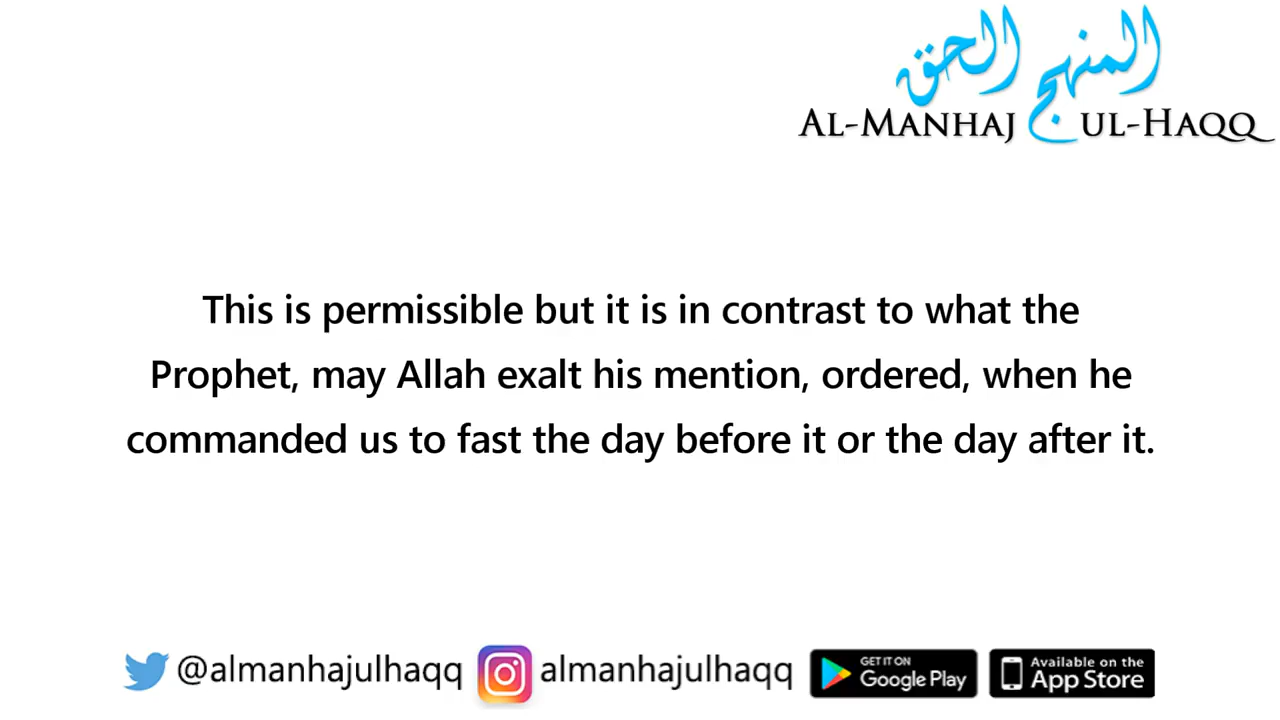 المنهج الحق
AL-MANHAJ UL-HAQQ
This is permissible but it is in contrast to what the
Prophet, may Allah exalt his mention, ordered, when he
commanded us to fast the day before it or the day after it.
@almanhajulhaqq almanhajulhaqq
GET IT ON
Google Play
Available on the
App Store